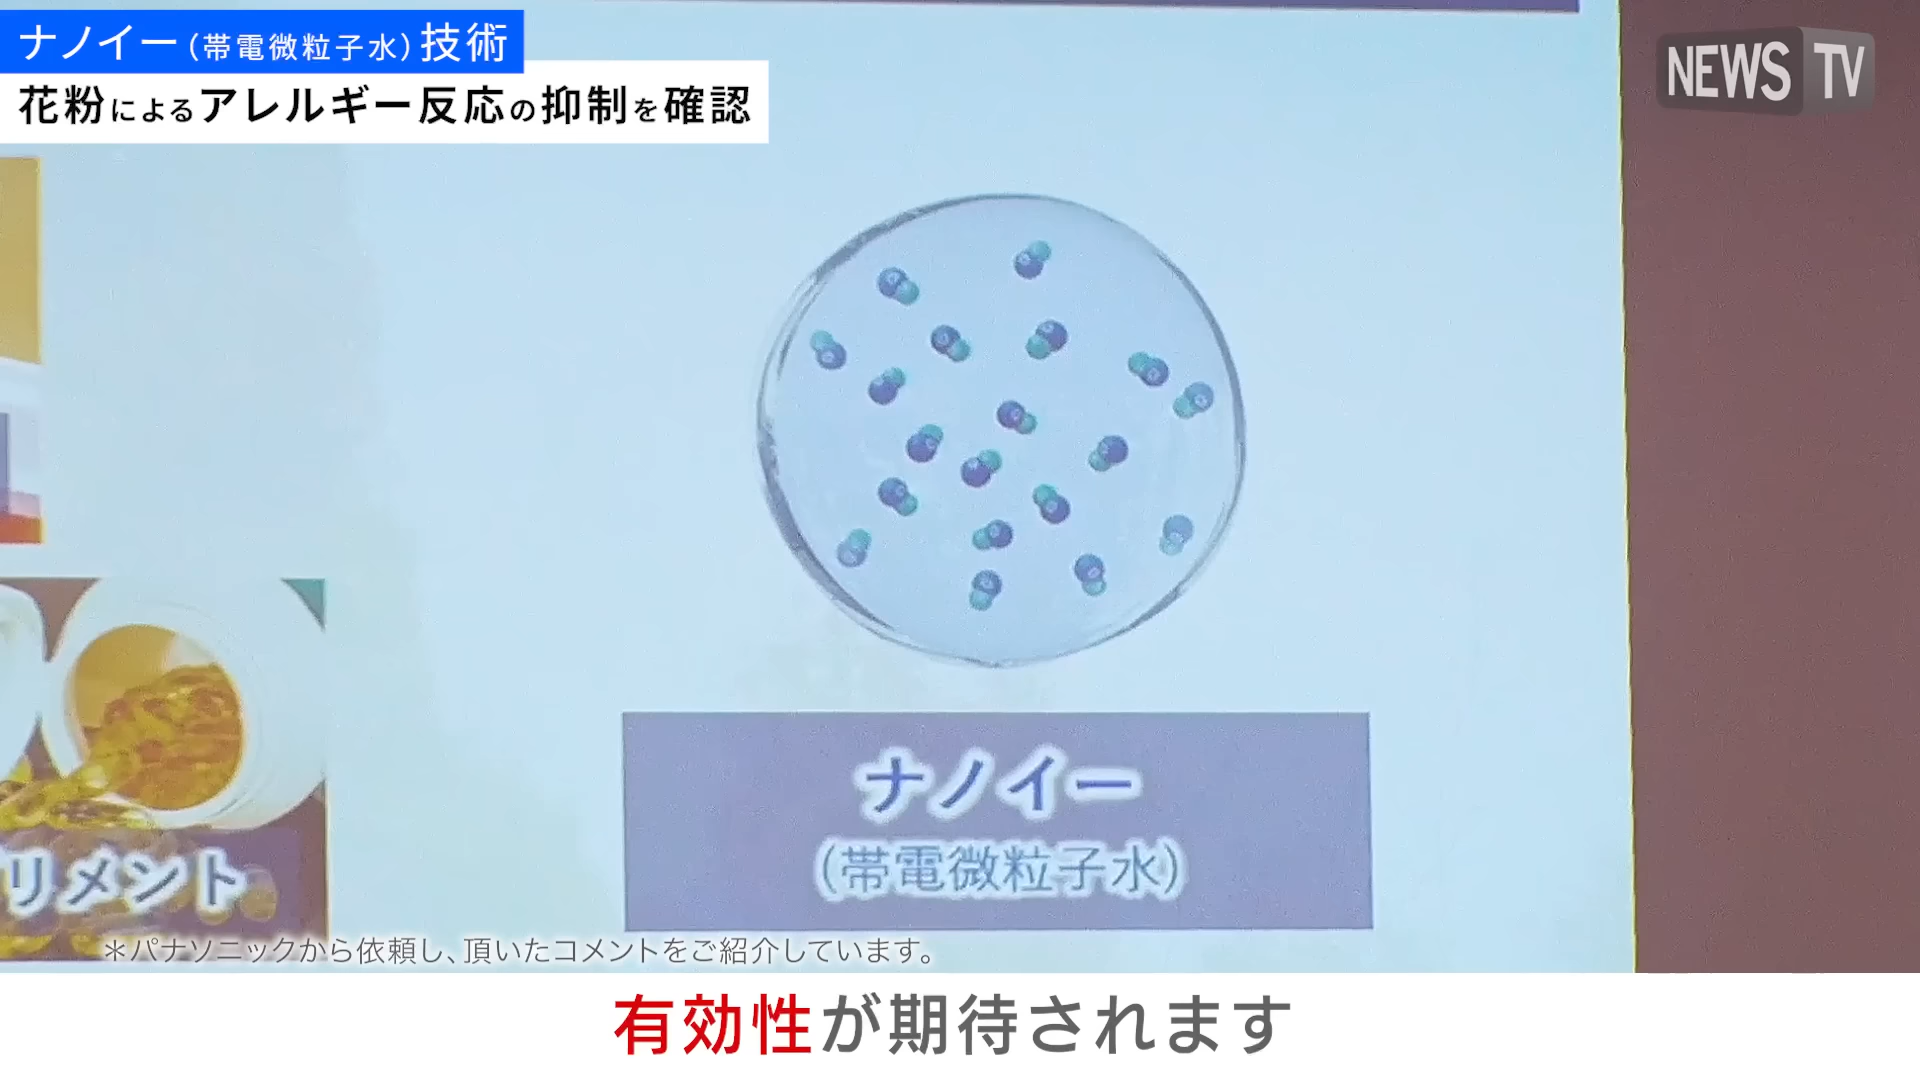 ナノイー(帯電微粒子水)技術
花粉によるアレルギー反応の抑制を確認
NEWS TV
ナノイー
(帯電微粒子水)
リメント
＊パナソニックから依頼し、頂いたコメントをご紹介しています。
有効性が期待されます